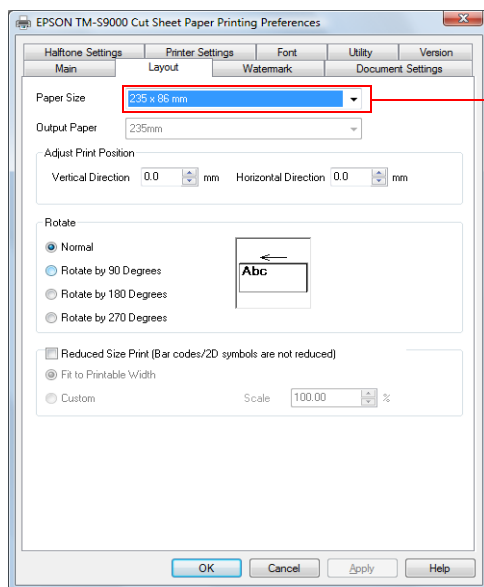 EPSON TM-S9000 Cut Sheet Paper Printing Preferences
Halftone Settings Printer Settings Font Utility Version
Main Layout Watermark Document Settings
Paper Size 235 x 86 mm
Output Paper 235mm
Adjust Print Position
Vertical Direction 0.0 mm Horizontal Direction 0.0 mm
Rotate
Normal
Rotate by 90 Degrees
Abc
Rotate by 180 Degrees
Rotate by 270 Degrees
Reduced Size Print (Bar codes/2D symbols are not reduced)
Fit to Printable Width
Custom Scale 100.00 %
OK Cancel Apply Help